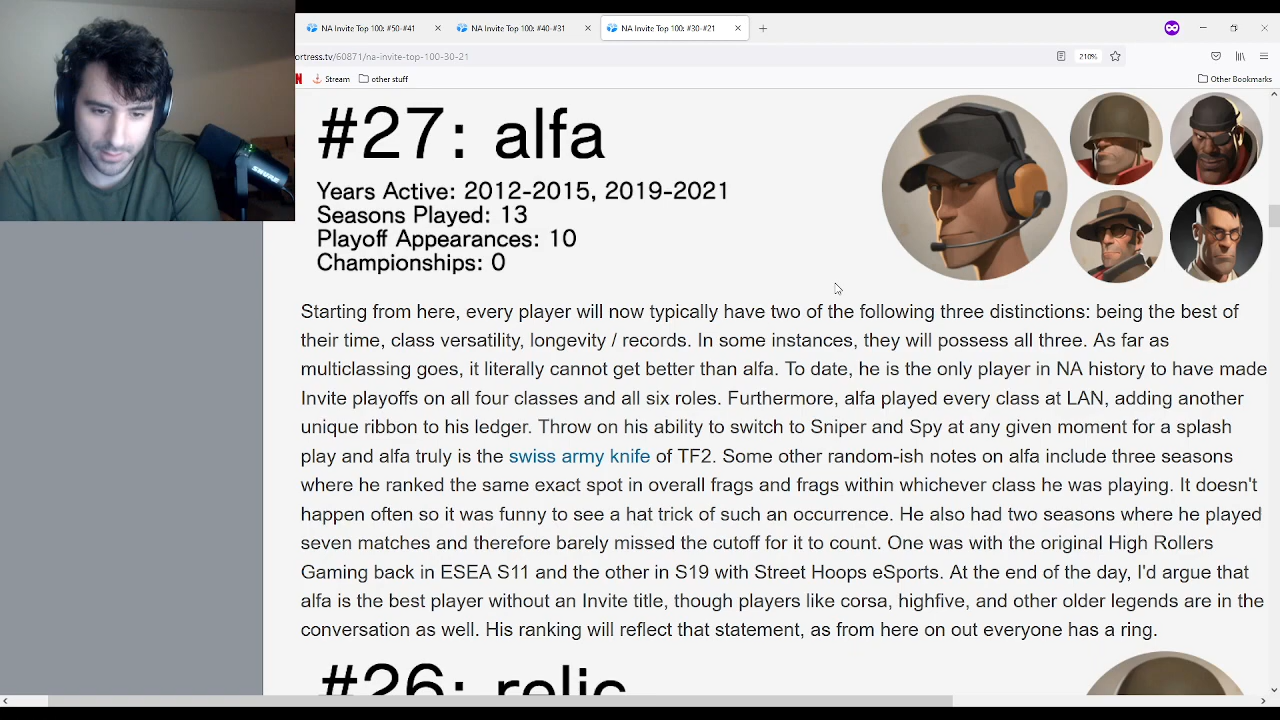 NA Invite Top 100: #50-#41
NA Invite Top 100: #40-#31
NA Invite Top 100: #30-#21
ortress.tv/60871/na-invite-top-100-30-21
210%
Stream
other stuff
Other Bookmarks
#27: alfa
Years Active: 2012-2015, 2019-2021
Seasons Played: 13
Playoff Appearances: 10
Championships: 0
Starting from here, every player will now typically have two of the following three distinctions: being the best of
their time, class versatility, longevity / records. In some instances, they will possess all three. As far as
multiclassing goes, it literally cannot get better than alfa. To date, he is the only player in NA history to have made
Invite playoffs on all four classes and all six roles. Furthermore, alfa played every class at LAN, adding another
unique ribbon to his ledger. Throw on his ability to switch to Sniper and Spy at any given moment for a splash
play and alfa truly is the swiss army knife of TF2. Some other random-ish notes on alfa include three seasons
where he ranked the same exact spot in overall frags and frags within whichever class he was playing. It doesn't
happen often so it was funny to see a hat trick of such an occurrence. He also had two seasons where he played
seven matches and therefore barely missed the cutoff for it to count. One was with the original High Rollers
Gaming back in ESEA S11 and the other in S19 with Street Hoops eSports. At the end of the day, I'd argue that
alfa is the best player without an Invite title, though players like corsa, highfive, and other older legends are in the
conversation as well. His ranking will reflect that statement, as from here on out everyone has a ring.
#26: relic
SHURE